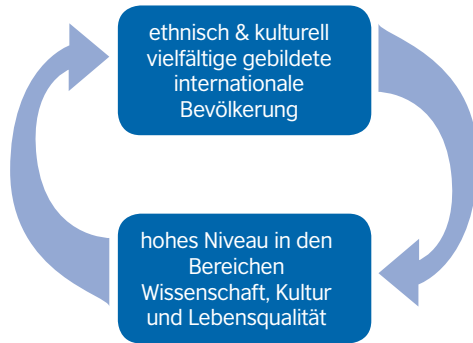 ethnisch & kulturell
vielfältige gebildete
internationale
Bevölkerung
hohes Niveau in den
Bereichen
Wissenschaft, Kultur
und Lebensqualität